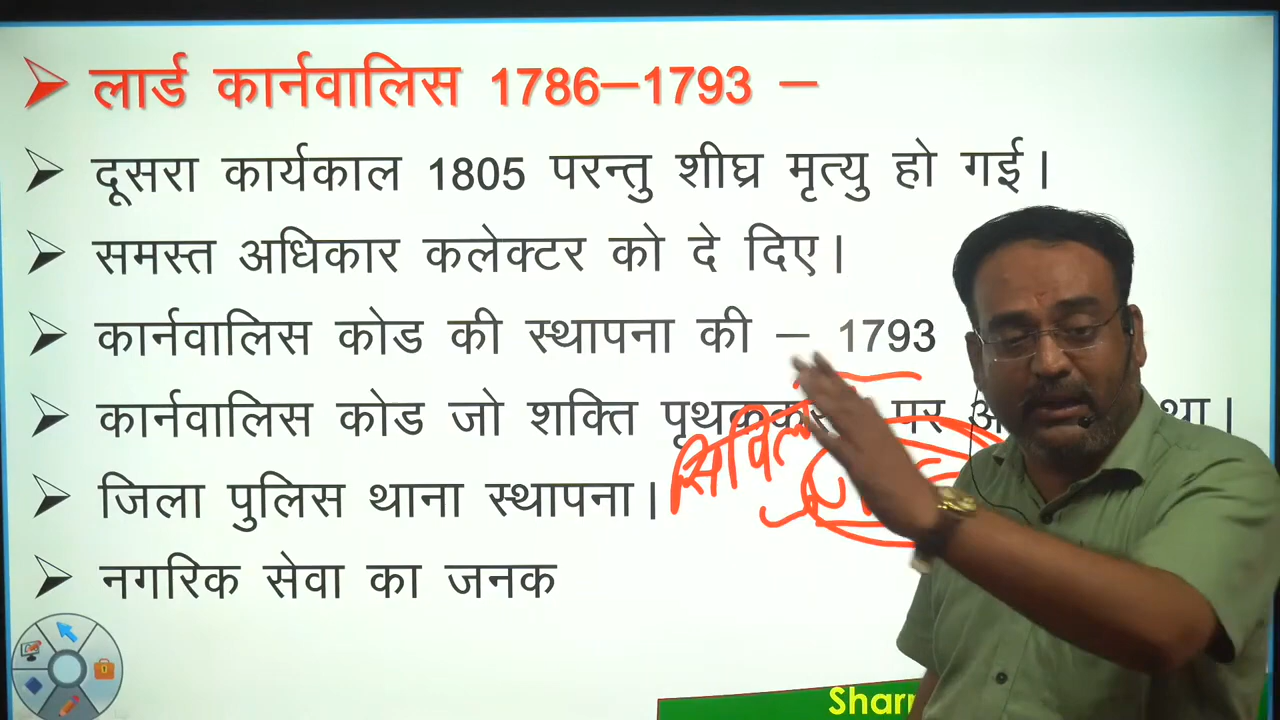 लार्ड कार्नवालिस 1786–1793 –
दूसरा कार्यकाल 1805 परन्तु शीघ्र मृत्यु हो गई।
समस्त अधिकार कलेक्टर को दे दिए।
कार्नवालिस कोड की स्थापना की – 1793
कार्नवालिस कोड जो शक्ति पर था।
सिविल
जिला पुलिस थाना स्थापना।
नगरिक सेवा का जनक